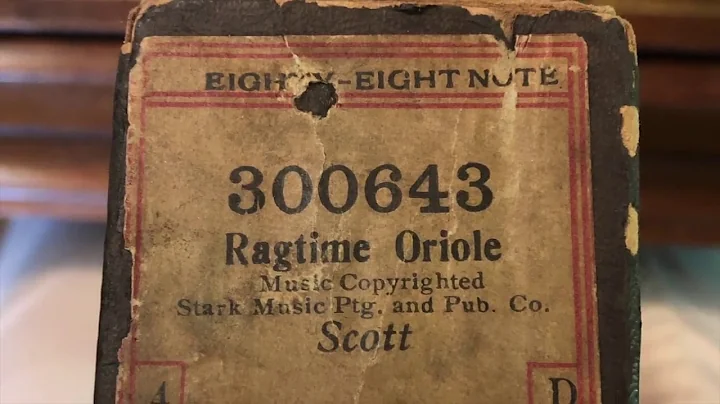 EIGHTY-EIGHT NOTE
300643
Ragtime Oriole
Music Copyrighted
Stark Music Ptg. and Pub. Co.
Scott
A D